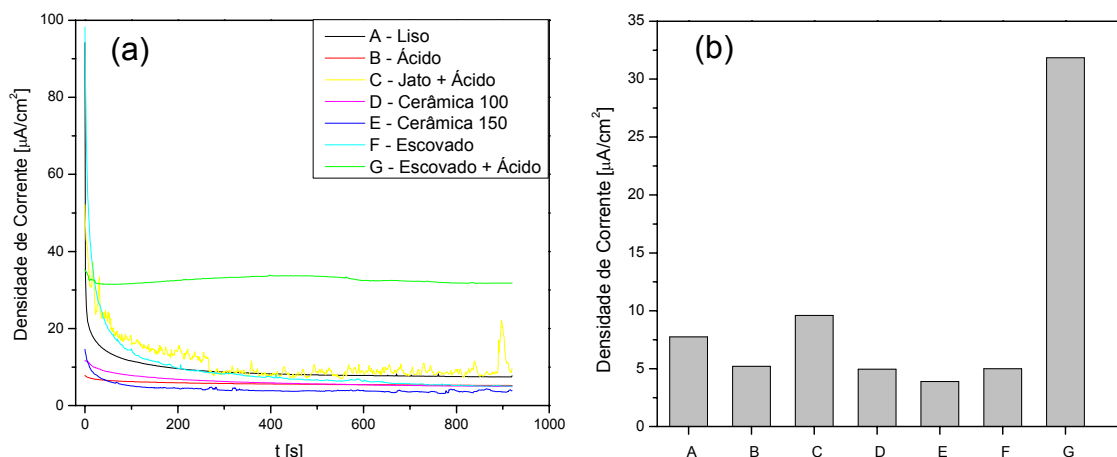 (a)
Densidade de Corrente [µA/cm²]
100
80
60
40
20
0
0 200 400 600 800 1000
t [s]
A - Liso
B - Ácido
C - Jato + Ácido
D - Cerâmica 100
E - Cerâmica 150
F - Escovado
G - Escovado + Ácido
(b)
Densidade de Corrente [µA/cm²]
35
30
25
20
15
10
5
0
A B C D E F G